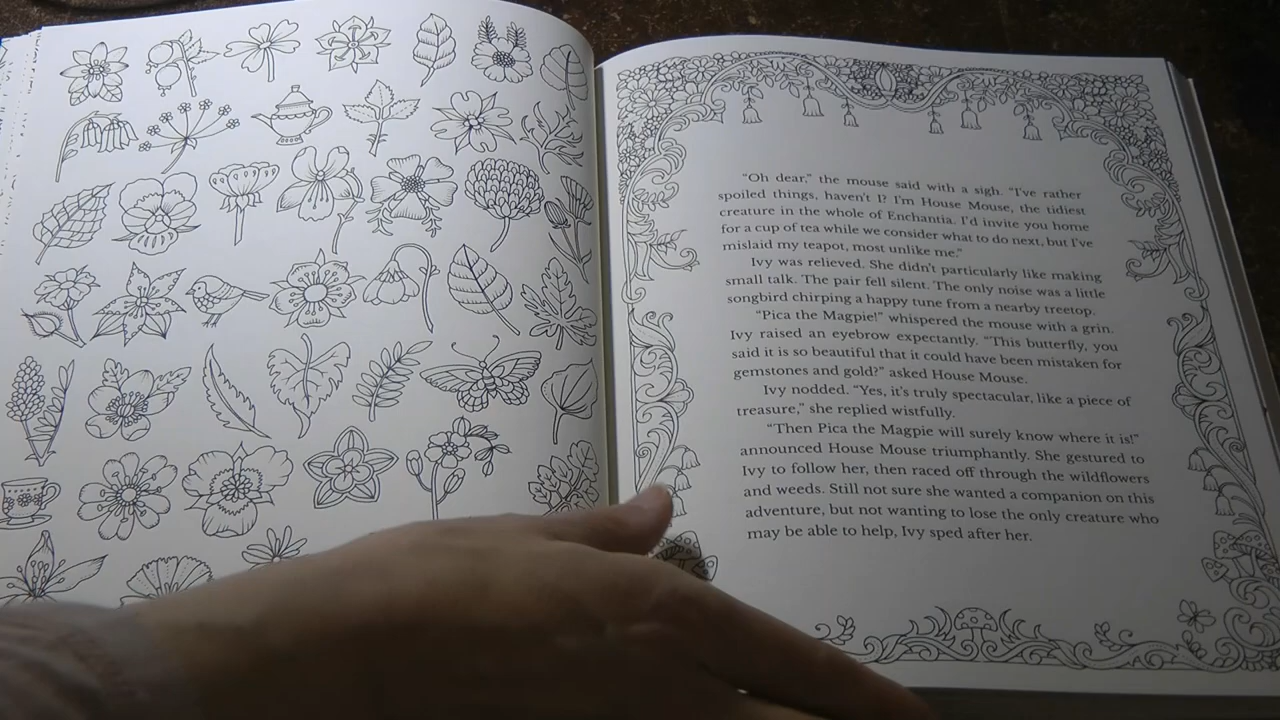 "Oh dear," the mouse said with a sigh. "I've rather
spoiled things, haven't I? I'm House Mouse, the tidiest
creature in the whole of Enchantia. I'd invite you home
for a cup of tea while we consider what to do next, but I've
mislaid my teapot, most unlike me."
Ivy was relieved. She didn't particularly like making
small talk. The pair fell silent. The only noise was a little
songbird chirping a happy tune from a nearby treetop.
"Pica the Magpie!" whispered the mouse with a grin.
Ivy raised an eyebrow expectantly. "This butterfly, you
said it is so beautiful that it could have been mistaken for
gemstones and gold?" asked House Mouse.
Ivy nodded. "Yes, it's truly spectacular, like a piece of
treasure," she replied wistfully.
"Then Pica the Magpie will surely know where it is!"
announced House Mouse triumphantly. She gestured to
Ivy to follow her, then raced off through the wildflowers
and weeds. Still not sure she wanted a companion on this
adventure, but not wanting to lose the only creature who
may be able to help, Ivy sped after her.